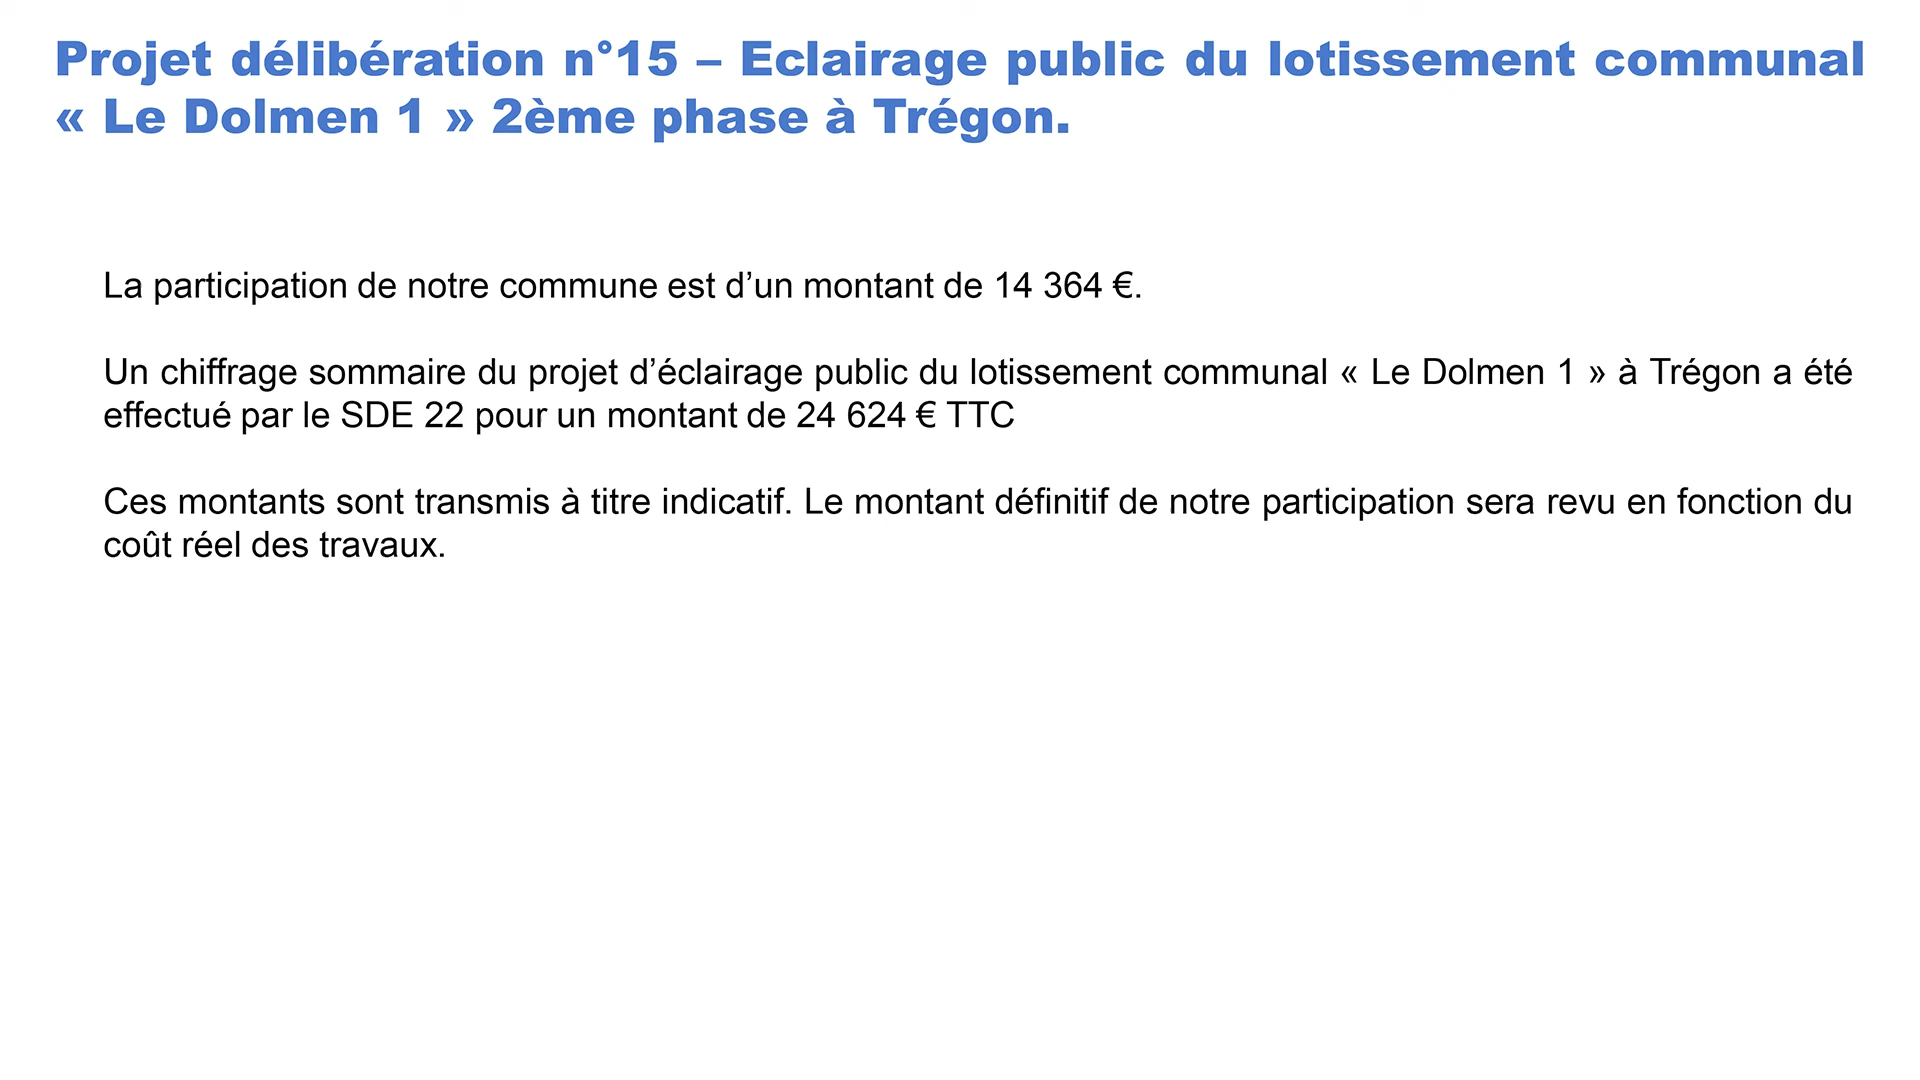 Projet délibération n°15 – Eclairage public du lotissement communal
« Le Dolmen 1 » 2ème phase à Trégon.
La participation de notre commune est d’un montant de 14 364 €.
Un chiffrage sommaire du projet d’éclairage public du lotissement communal « Le Dolmen 1 » à Trégon a été
effectué par le SDE 22 pour un montant de 24 624 € TTC
Ces montants sont transmis à titre indicatif. Le montant définitif de notre participation sera revu en fonction du
coût réel des travaux.